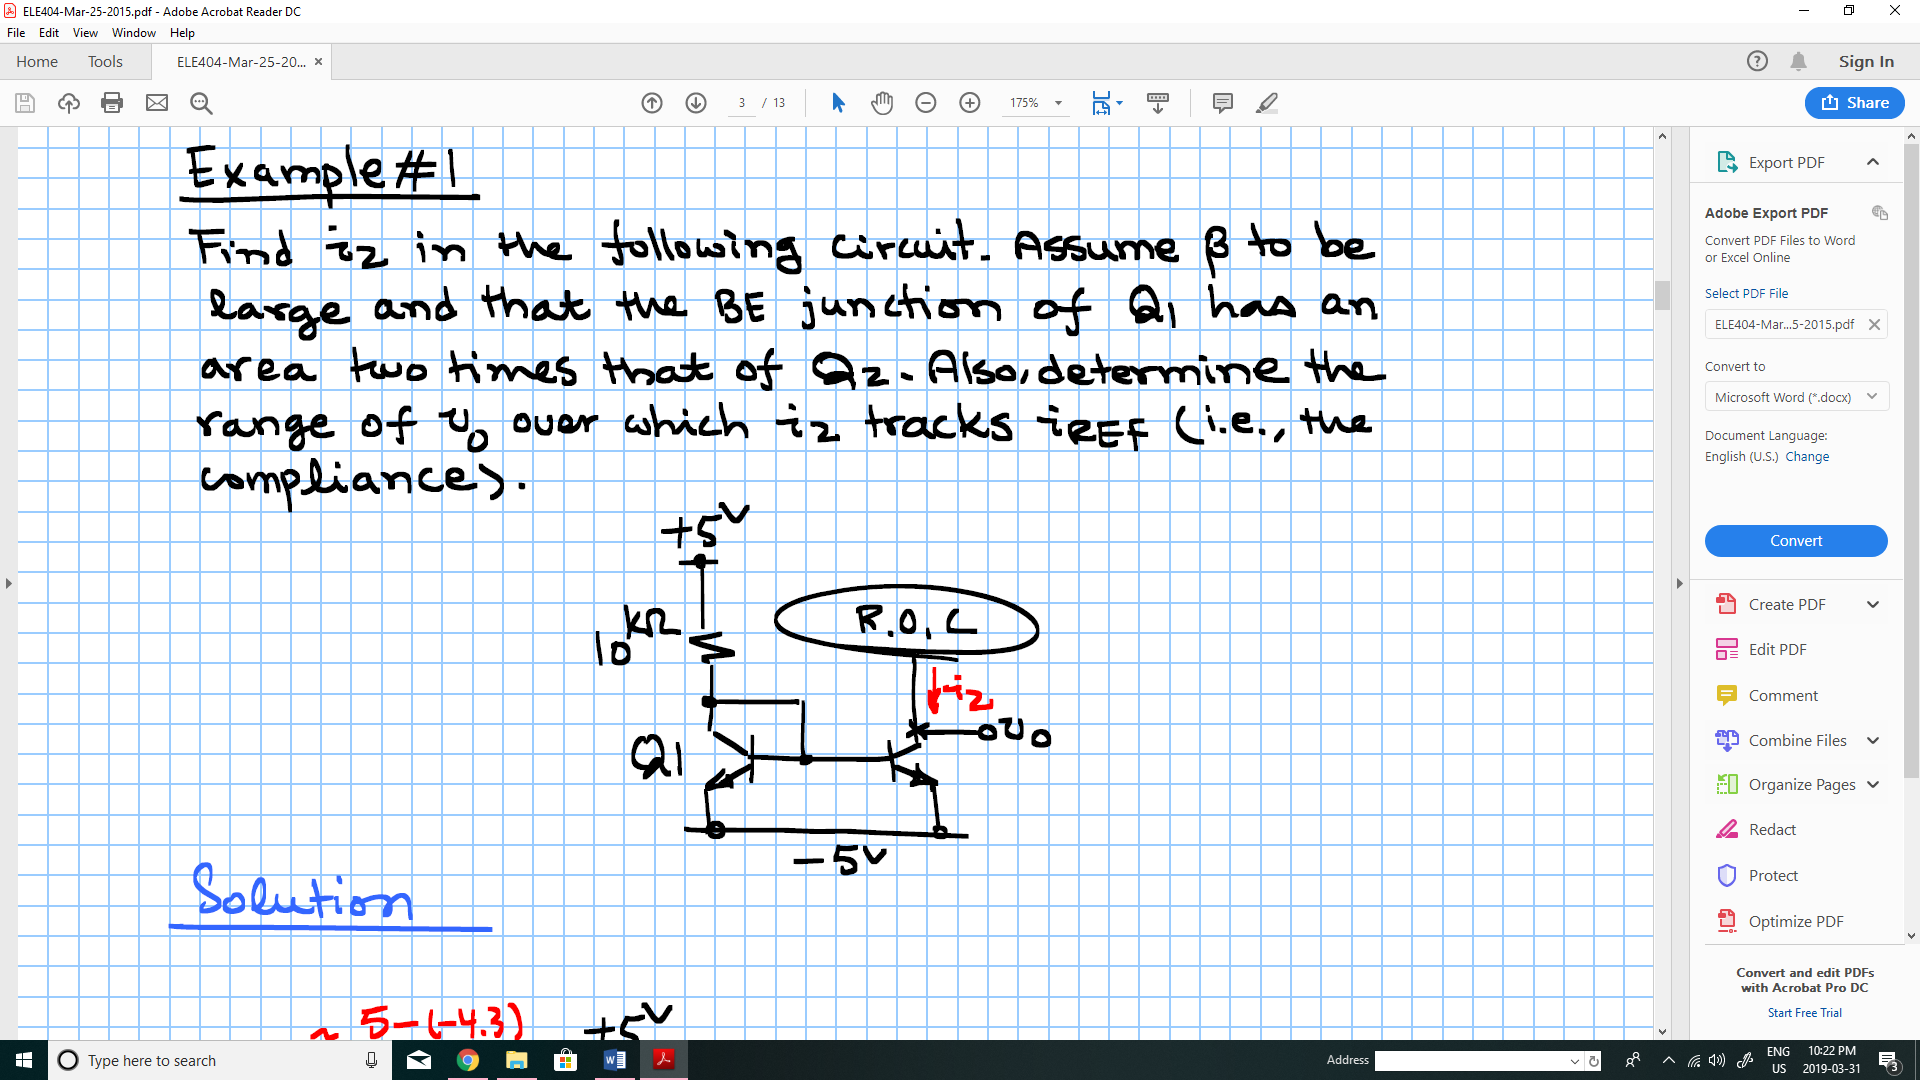 ELE404-Mar-25-2015.pdf - Adobe Acrobat Reader DC
File Edit View Window Help
Home Tools ELE404-Mar-25-20... × Sign In
3 / 13 175% Share
Example #1
Find i2 in the following circuit. Assume β to be
large and that the BE junction of Q1 has an
area two times that of Q2. Also, determine the
range of v0 over which i2 tracks iREF (i.e., the
compliance).
+5V
10 kΩ
R.O.C
i2
v0
Q1
-5V
Solution
≈ 5-(-4.3)
+5V
Export PDF
Adobe Export PDF
Convert PDF Files to Word
or Excel Online
Select PDF File
ELE404-Mar...5-2015.pdf
Convert to
Microsoft Word (*.docx)
Document Language:
English (U.S.) Change
Convert
Create PDF
Edit PDF
Comment
Combine Files
Organize Pages
Redact
Protect
Optimize PDF
Convert and edit PDFs
with Acrobat Pro DC
Start Free Trial
Type here to search
Address
ENG
US
10:22 PM
2019-03-31
3